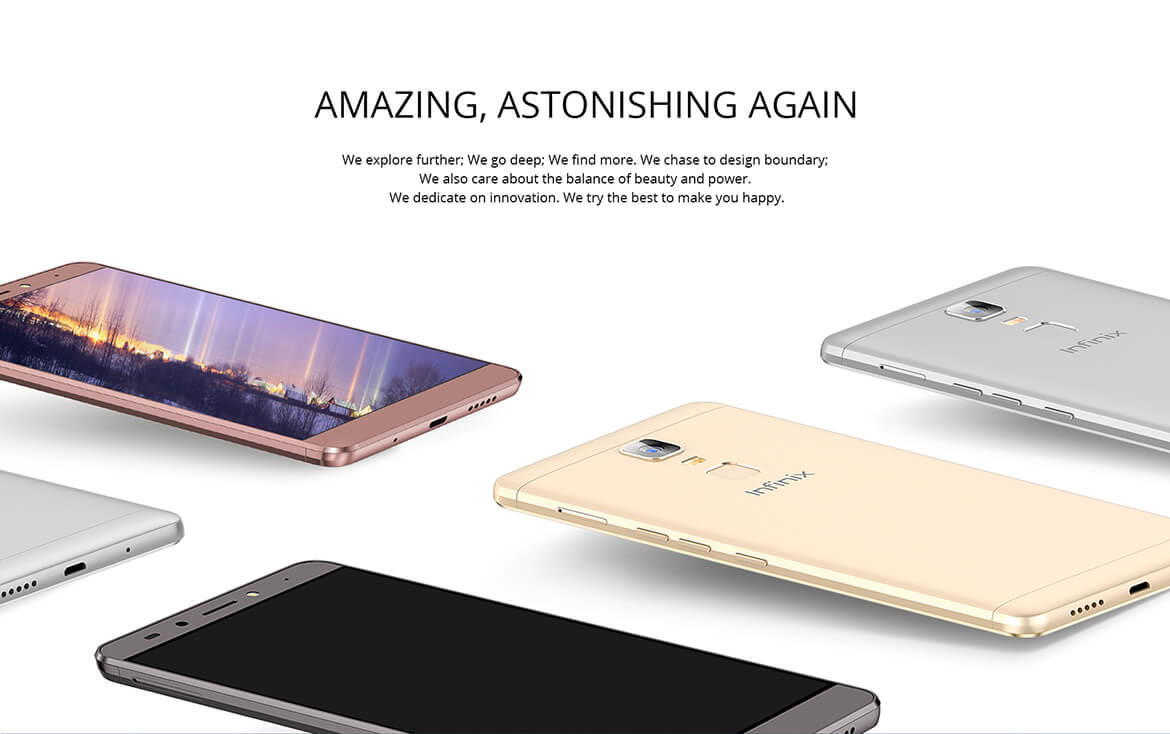 AMAZING, ASTONISHING AGAIN
We explore further; We go deep; We find more. We chase to design boundary;
We also care about the balance of beauty and power.
We dedicate on innovation. We try the best to make you happy.
Infinix
Infinix